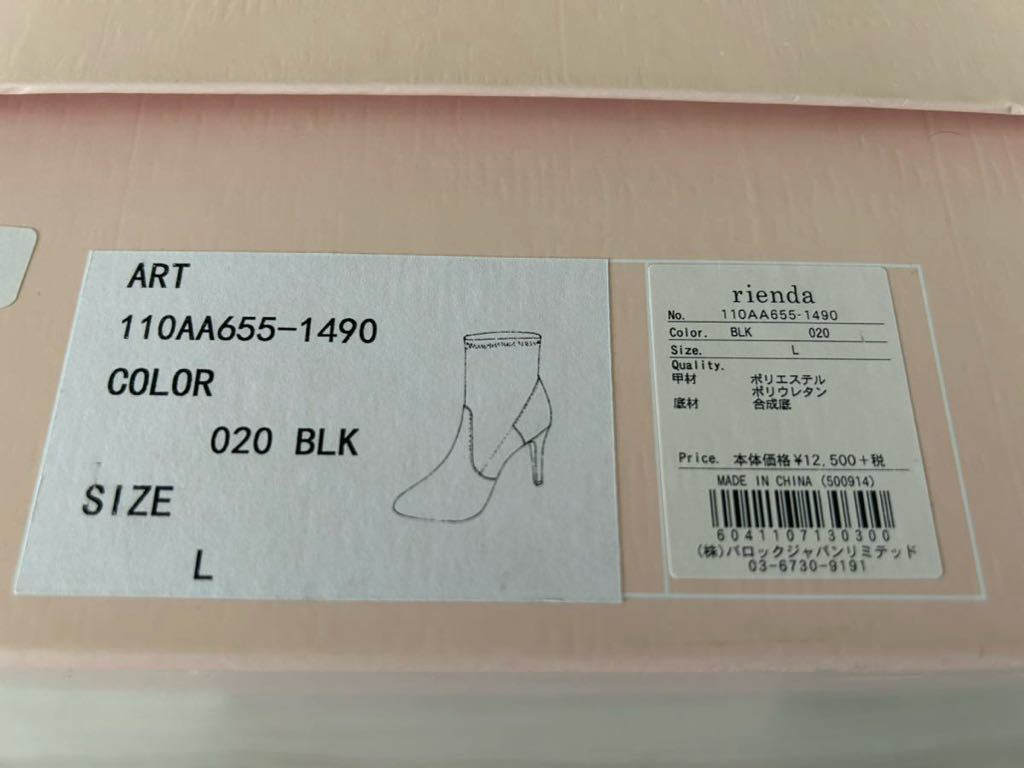 ART
110AA655-1490
COLOR
020 BLK
SIZE
L
rienda
No. 110AA655-1490
Color. BLK 020
Size. L
Quality.
甲材 ポリエステル
ポリウレタン
底材 合成底
Price. 本体価格¥12,500+税
MADE IN CHINA (500914)
6041107130300
(株)バロックジャパンリミテッド
03-6730-9191